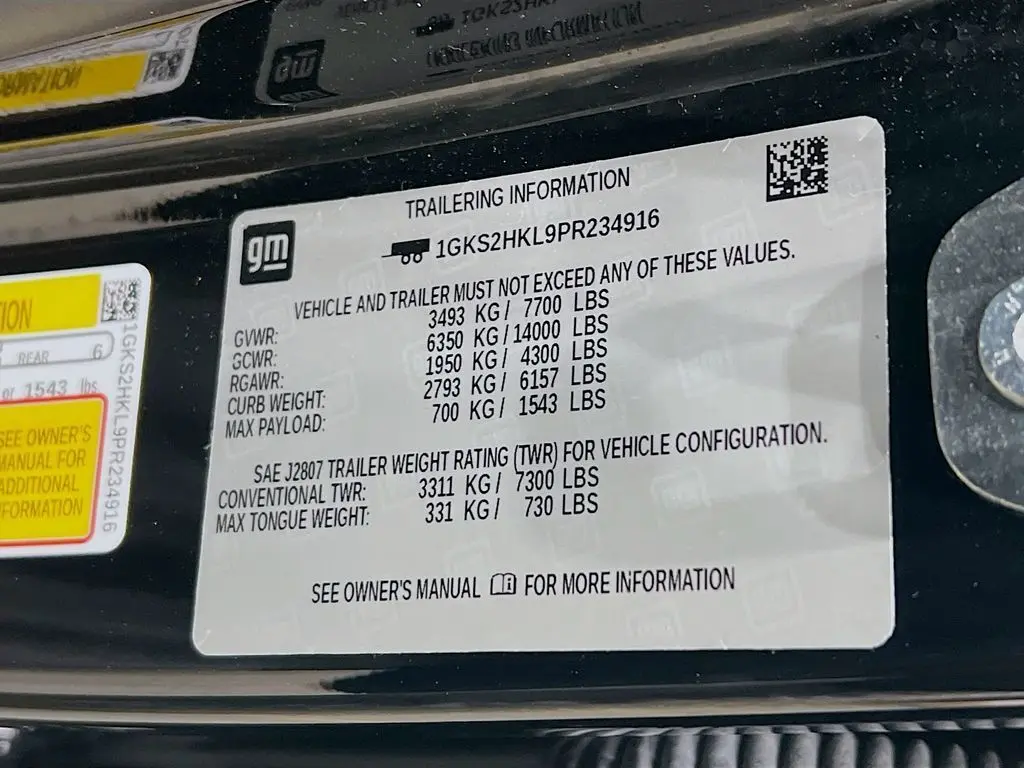 TRAILERING INFORMATION
gm
1GKS2HKL9PR234916
VEHICLE AND TRAILER MUST NOT EXCEED ANY OF THESE VALUES.
GVWR: 3493 KG / 7700 LBS
GCWR: 6350 KG / 14000 LBS
RGAWR: 1950 KG / 4300 LBS
CURB WEIGHT: 2793 KG / 6157 LBS
MAX PAYLOAD: 700 KG / 1543 LBS
SAE J2807 TRAILER WEIGHT RATING (TWR) FOR VEHICLE CONFIGURATION.
CONVENTIONAL TWR: 3311 KG / 7300 LBS
MAX TONGUE WEIGHT: 331 KG / 730 LBS
SEE OWNER'S MANUAL FOR MORE INFORMATION
REAR 6
or 1543 lbs
SEE OWNER'S
MANUAL FOR
ADDITIONAL
INFORMATION
1GKS2HKL9PR234916